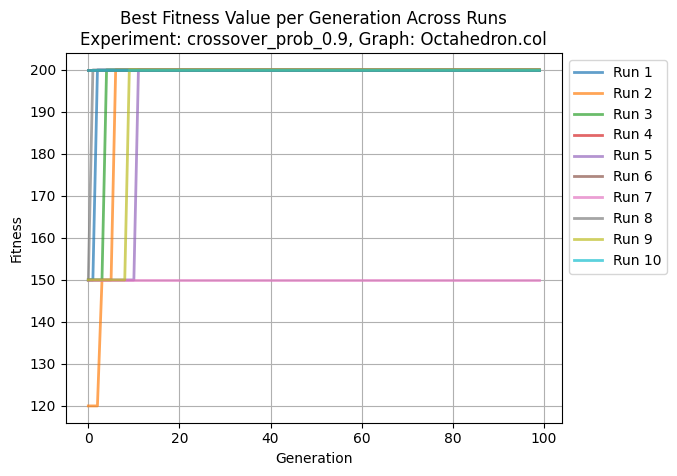 Best Fitness Value per Generation Across Runs
Experiment: crossover_prob_0.9, Graph: Octahedron.col
200
190
180
170
160
150
140
130
120
Fitness
0 20 40 60 80 100
Generation
Run 1
Run 2
Run 3
Run 4
Run 5
Run 6
Run 7
Run 8
Run 9
Run 10